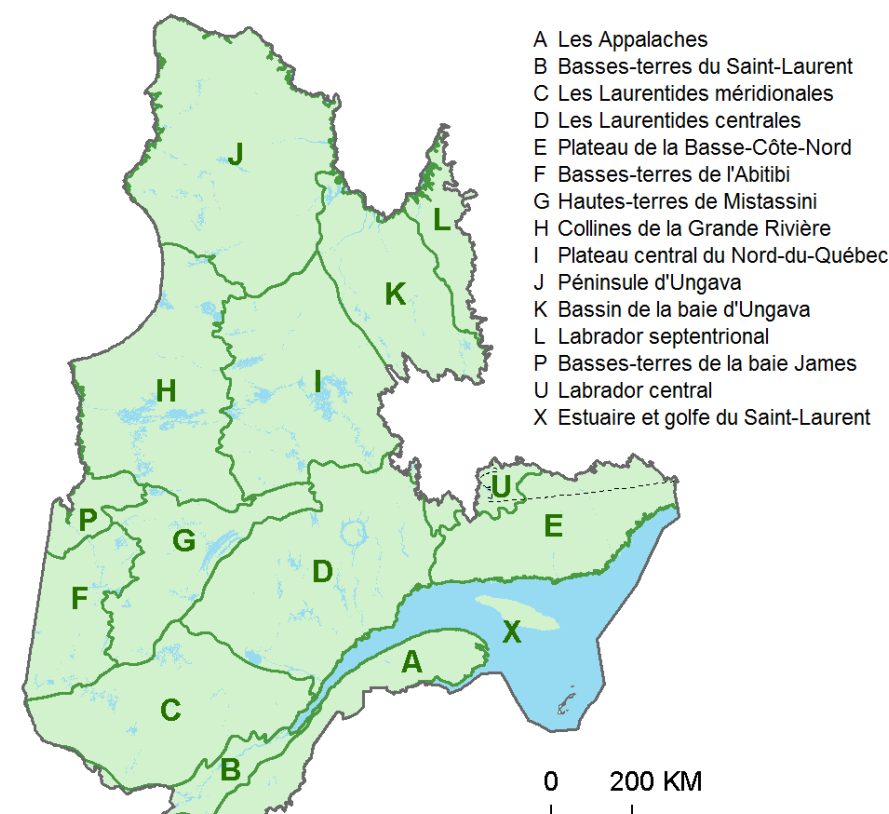 A Les Appalaches
B Basses-terres du Saint-Laurent
C Les Laurentides méridionales
D Les Laurentides centrales
E Plateau de la Basse-Côte-Nord
F Basses-terres de l'Abitibi
G Hautes-terres de Mistassini
H Collines de la Grande Rivière
I Plateau central du Nord-du-Québec
J Péninsule d'Ungava
K Bassin de la baie d'Ungava
L Labrador septentrional
P Basses-terres de la baie James
U Labrador central
X Estuaire et golfe du Saint-Laurent
J
L
K
I
H
U
P
E
G
D
F
X
A
C
B
0 200 KM